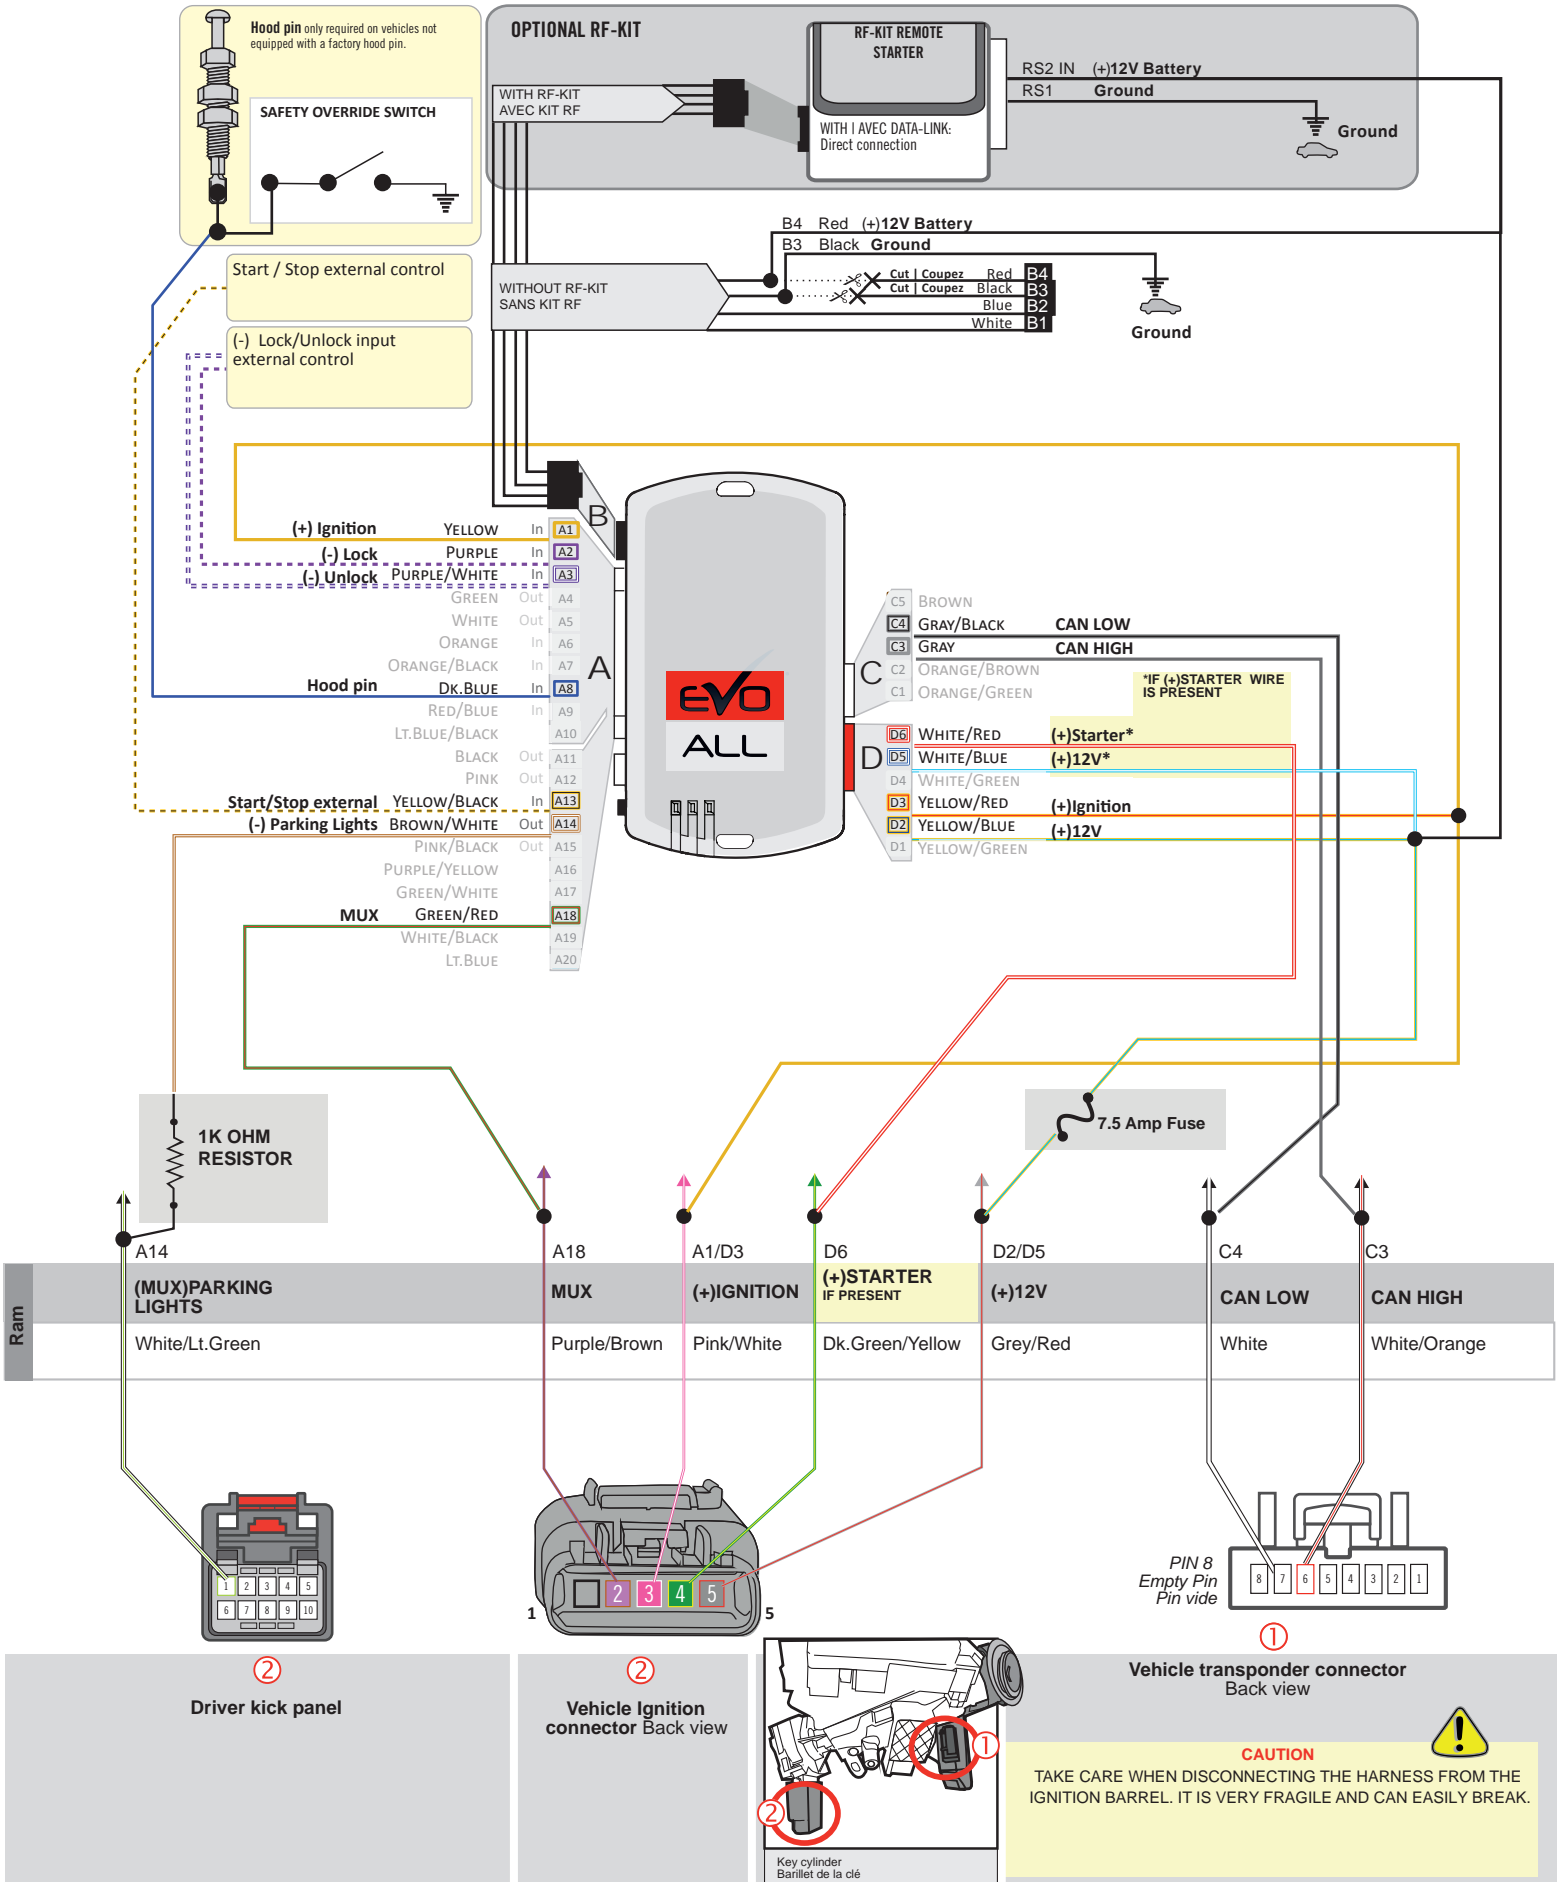 Hood pin only required on vehicles not
equipped with a factory hood pin.
SAFETY OVERRIDE SWITCH
OPTIONAL RF-KIT
WITH RF-KIT
AVEC KIT RF
RF-KIT REMOTE
STARTER
WITH | AVEC DATA-LINK:
Direct connection
RS2 IN (+)12V Battery
RS1 Ground
Ground
Start / Stop external control
(-) Lock/Unlock input
external control
WITHOUT RF-KIT
SANS KIT RF
B4 Red (+)12V Battery
B3 Black Ground
Cut | Coupez Red B4
Cut | Coupez Black B3
Blue B2
White B1
Ground
B
(+) Ignition YELLOW In A1
(-) Lock PURPLE In A2
(-) Unlock PURPLE/WHITE In A3
GREEN Out A4
WHITE Out A5
ORANGE In A6
ORANGE/BLACK In A7
Hood pin DK.BLUE In A8
RED/BLUE In A9
LT.BLUE/BLACK A10
BLACK Out A11
PINK Out A12
Start/Stop external YELLOW/BLACK In A13
(-) Parking Lights BROWN/WHITE Out A14
PINK/BLACK Out A15
PURPLE/YELLOW A16
GREEN/WHITE A17
MUX GREEN/RED A18
WHITE/BLACK A19
LT.BLUE A20
A
EVO
ALL
C
C5 BROWN
C4 GRAY/BLACK CAN LOW
C3 GRAY CAN HIGH
C2 ORANGE/BROWN
C1 ORANGE/GREEN
*IF (+)STARTER WIRE
IS PRESENT
D
D6 WHITE/RED (+)Starter*
D5 WHITE/BLUE (+)12V*
D4 WHITE/GREEN
D3 YELLOW/RED (+)Ignition
D2 YELLOW/BLUE (+)12V
D1 YELLOW/GREEN
1K OHM
RESISTOR
7.5 Amp Fuse
A14 A18 A1/D3 D6 D2/D5 C4 C3
Ram
(MUX)PARKING
LIGHTS
MUX
(+)IGNITION
(+)STARTER
IF PRESENT
(+)12V
CAN LOW
CAN HIGH
White/Lt.Green Purple/Brown Pink/White Dk.Green/Yellow Grey/Red White White/Orange
1 2 3 4 5
6 7 8 9 10
2 3 4 5
1 5
PIN 8
Empty Pin
Pin vide
8 7 6 5 4 3 2 1
2
Driver kick panel
2
Vehicle Ignition
connector Back view
1
2
Key cylinder
Barillet de la clé
1
Vehicle transponder connector
Back view
CAUTION
TAKE CARE WHEN DISCONNECTING THE HARNESS FROM THE
IGNITION BARREL. IT IS VERY FRAGILE AND CAN EASILY BREAK.